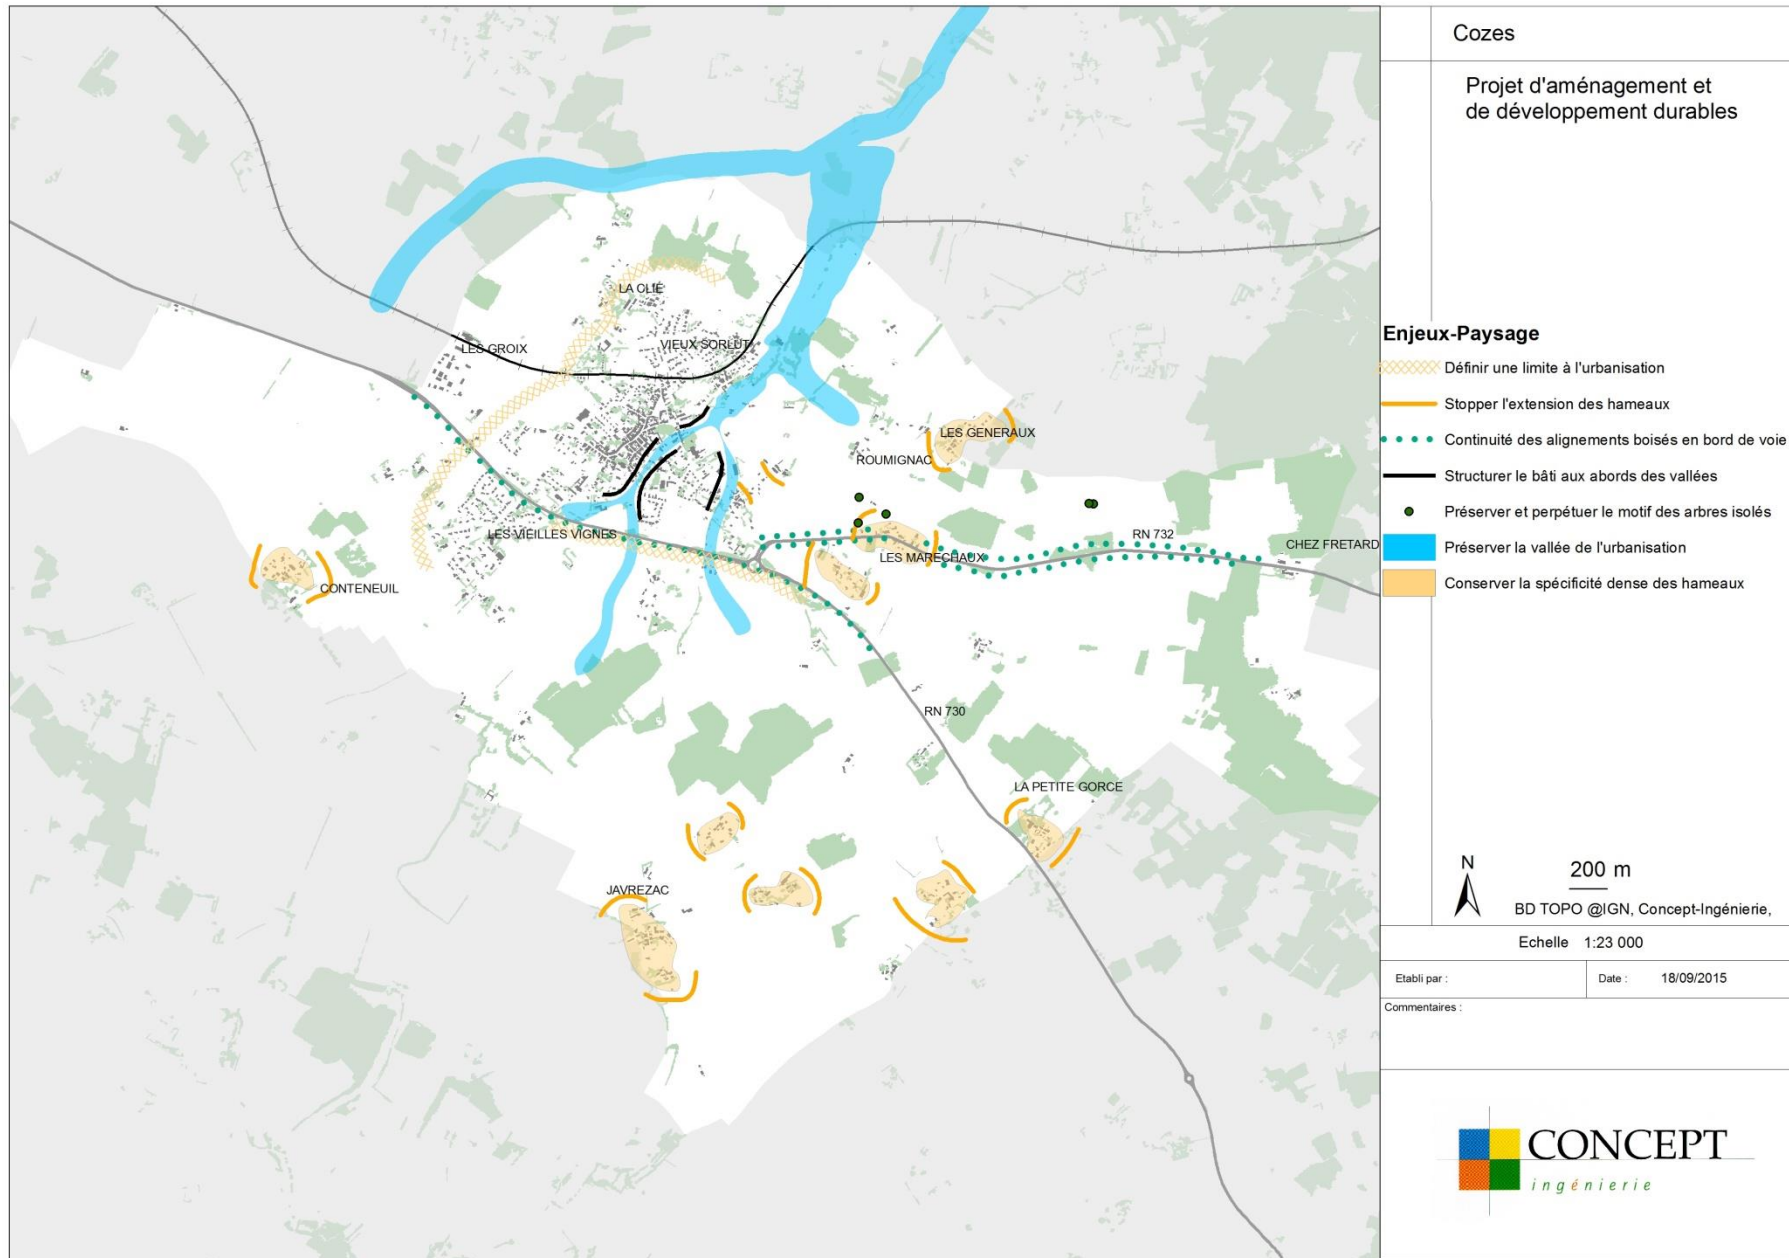 Cozes
Projet d'aménagement et
de développement durables
LA CLIE
LES GROIX
VIEUX SORLUT
LES GENERAUX
ROUMIGNAC
LES VIEILLES VIGNES
LES MARECHAUX
RN 732
CHEZ FRETARD
CONTENEUIL
RN 730
LA PETITE GORCE
JAVREZAC
Enjeux-Paysage
Définir une limite à l'urbanisation
Stopper l'extension des hameaux
Continuité des alignements boisés en bord de voie
Structurer le bâti aux abords des vallées
Préserver et perpétuer le motif des arbres isolés
Préserver la vallée de l'urbanisation
Conserver la spécificité dense des hameaux
N
200 m
BD TOPO @IGN, Concept-Ingénierie,
Echelle 1:23 000
Etabli par :
Date : 18/09/2015
Commentaires :
CONCEPT
ingénierie